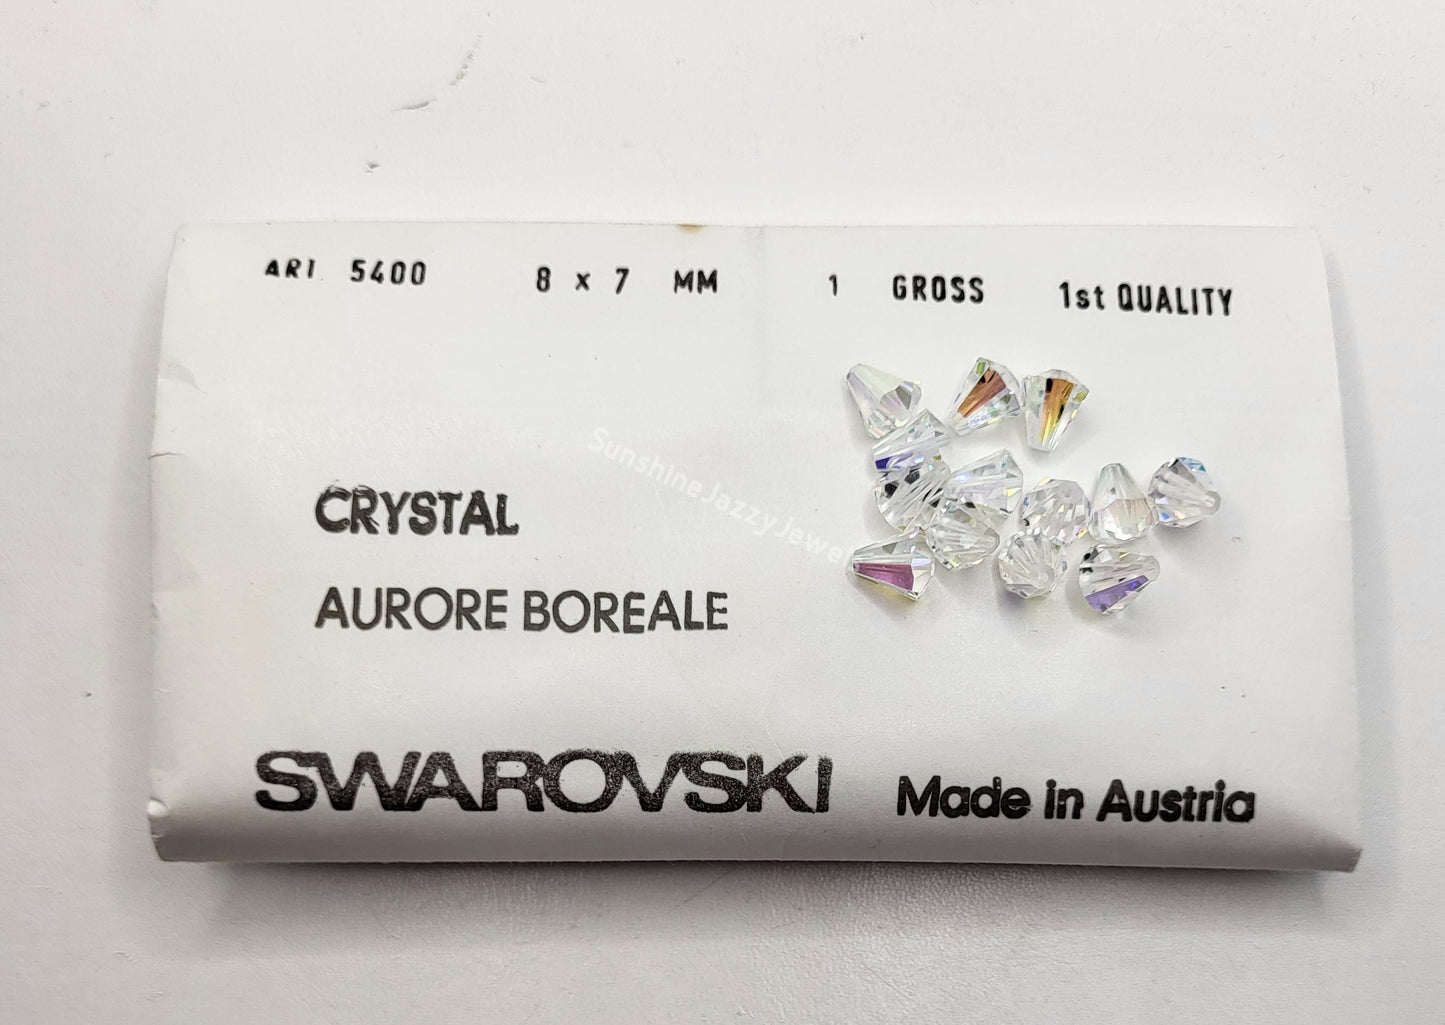 ART 5400 8 x 7 MM 1 GROSS 1st QUALITY
CRYSTAL
AURORE BOREALE
SWAROVSKI Made in Austria